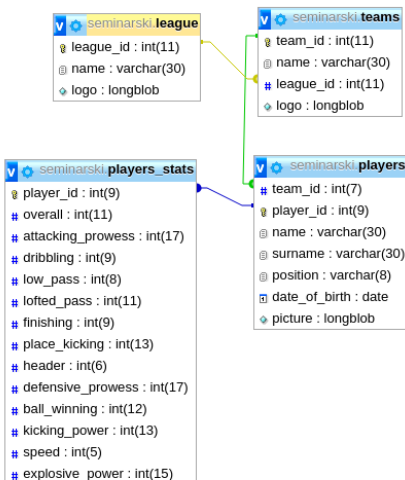 v seminarski.league
league_id : int(11)
name : varchar(30)
logo : longblob
v seminarski.teams
team_id : int(11)
name : varchar(30)
# league_id : int(11)
logo : longblob
v seminarski.players_stats
player_id : int(9)
# overall : int(11)
# attacking_prowess : int(17)
# dribbling : int(9)
# low_pass : int(8)
# lofted_pass : int(11)
# finishing : int(9)
# place_kicking : int(13)
# header : int(6)
# defensive_prowess : int(17)
# ball_winning : int(12)
# kicking_power : int(13)
# speed : int(5)
# explosive_power : int(15)
v seminarski.players
# team_id : int(7)
player_id : int(9)
name : varchar(30)
surname : varchar(30)
position : varchar(8)
date_of_birth : date
picture : longblob